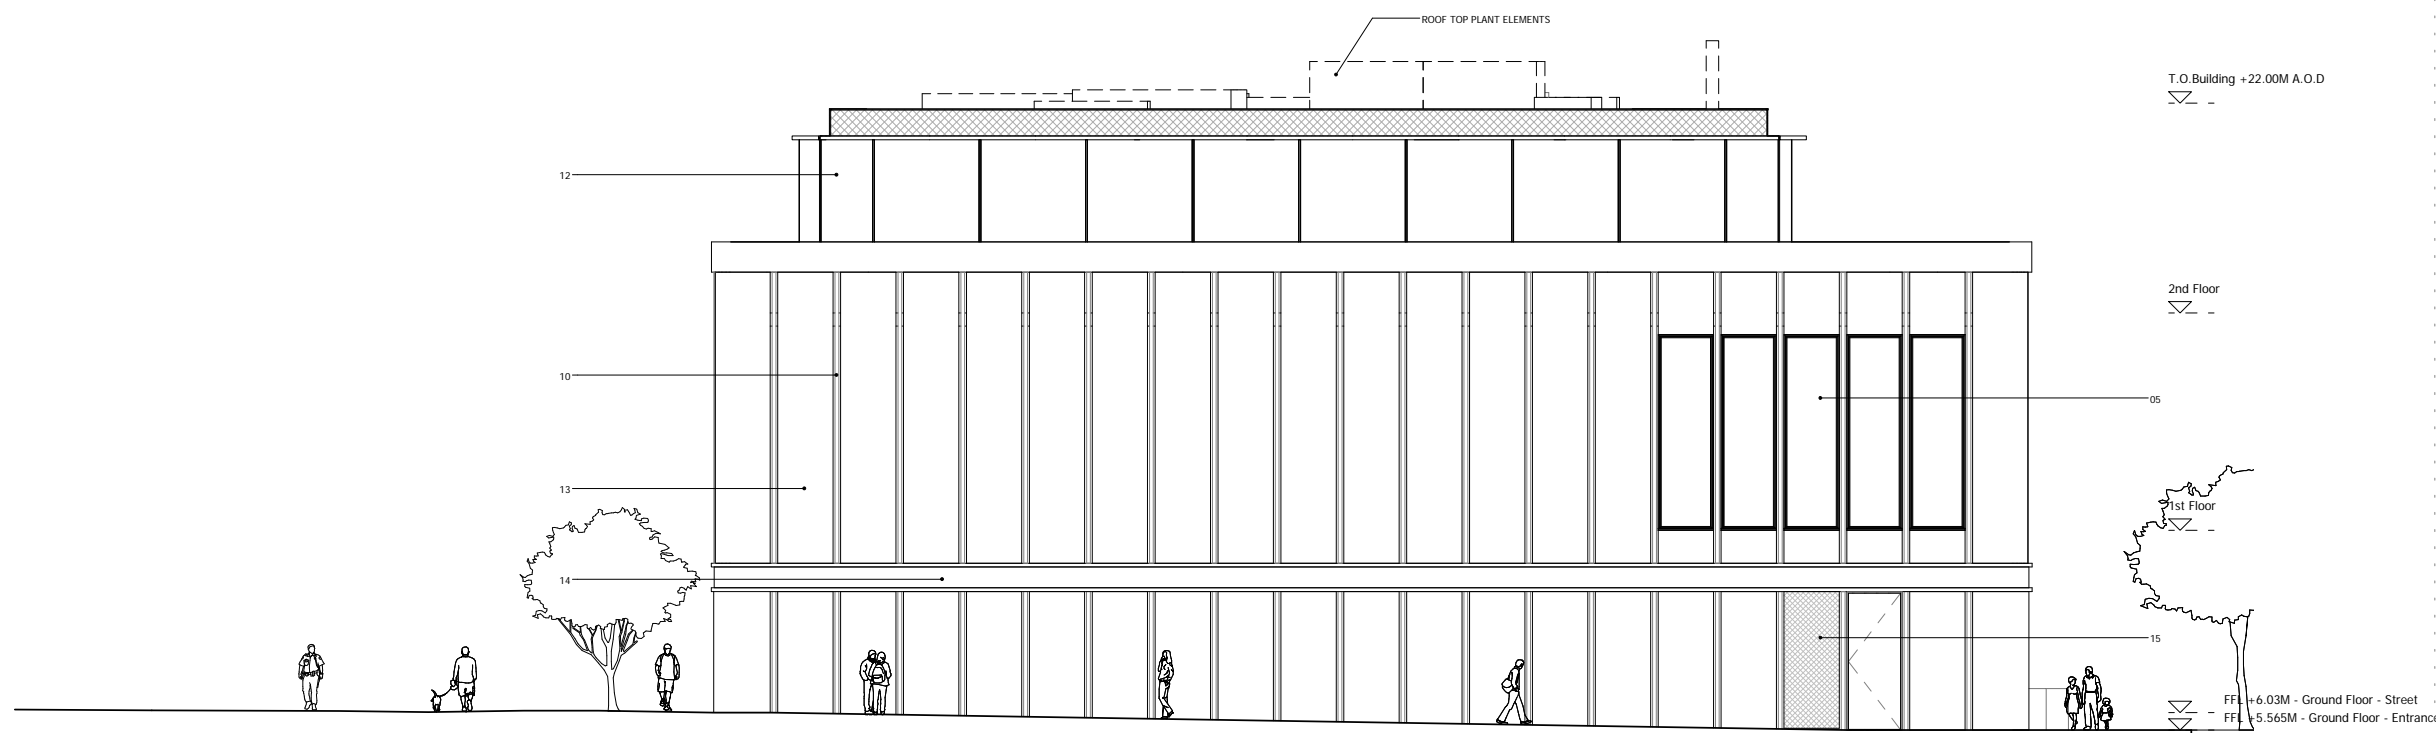 ROOF TOP PLANT ELEMENTS
T.O.Building +22.00M A.O.D
12
2nd Floor
10
05
13
1st Floor
14
15
FFL +6.03M - Ground Floor - Street
FFL +5.565M - Ground Floor - Entrance